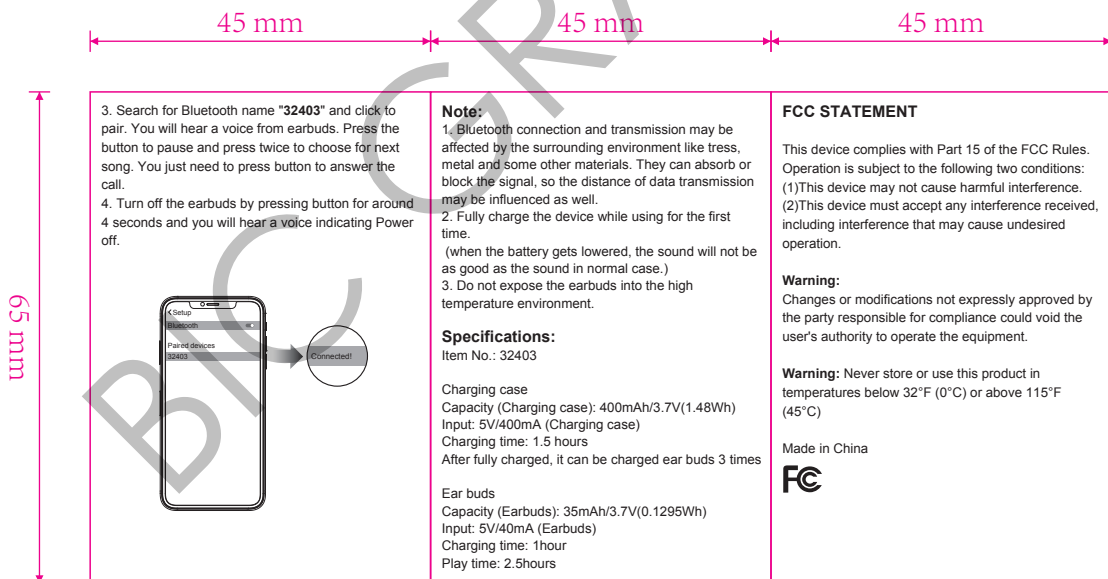 45 mm
45 mm
45 mm
65 mm
3. Search for Bluetooth name "32403" and click to
pair. You will hear a voice from earbuds. Press the
button to pause and press twice to choose for next
song. You just need to press button to answer the
call.
4. Turn off the earbuds by pressing button for around
4 seconds and you will hear a voice indicating Power
off.
Setup
Bluetooth
Paired devices
32403
Connected!
Note:
1. Bluetooth connection and transmission may be
affected by the surrounding environment like tress,
metal and some other materials. They can absorb or
block the signal, so the distance of data transmission
may be influenced as well.
2. Fully charge the device while using for the first
time.
(when the battery gets lowered, the sound will not be
as good as the sound in normal case.)
3. Do not expose the earbuds into the high
temperature environment.
Specifications:
Item No.: 32403
Charging case
Capacity (Charging case): 400mAh/3.7V(1.48Wh)
Input: 5V/400mA (Charging case)
Charging time: 1.5 hours
After fully charged, it can be charged ear buds 3 times
Ear buds
Capacity (Earbuds): 35mAh/3.7V(0.1295Wh)
Input: 5V/40mA (Earbuds)
Charging time: 1hour
Play time: 2.5hours
FCC STATEMENT
This device complies with Part 15 of the FCC Rules.
Operation is subject to the following two conditions:
(1)This device may not cause harmful interference.
(2)This device must accept any interference received,
including interference that may cause undesired
operation.
Warning:
Changes or modifications not expressly approved by
the party responsible for compliance could void the
user's authority to operate the equipment.
Warning: Never store or use this product in
temperatures below 32°F (0°C) or above 115°F
(45°C)
Made in China
FC
BIC GRA